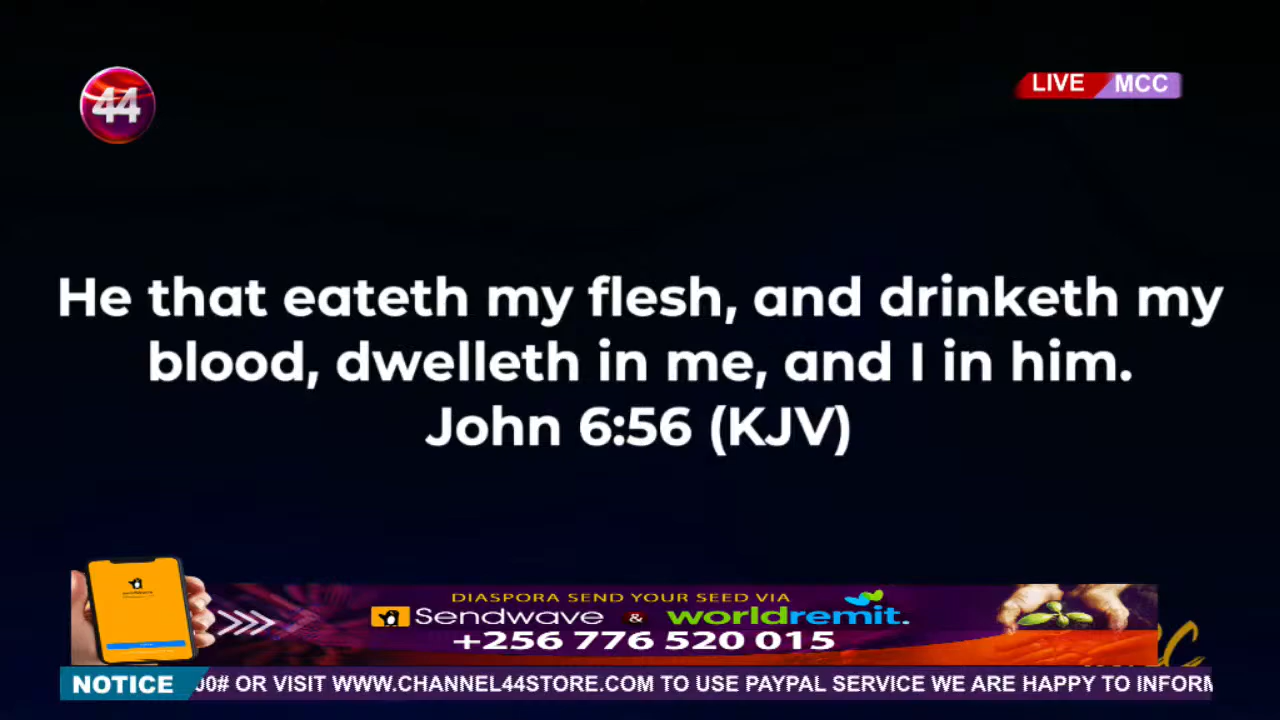 44
LIVE MCC
He that eateth my flesh, and drinketh my
blood, dwelleth in me, and I in him.
John 6:56 (KJV)
DIASPORA SEND YOUR SEED VIA
Sendwave & worldremit.
+256 776 520 015
NOTICE 00# OR VISIT WWW.CHANNEL44STORE.COM TO USE PAYPAL SERVICE WE ARE HAPPY TO INFORM